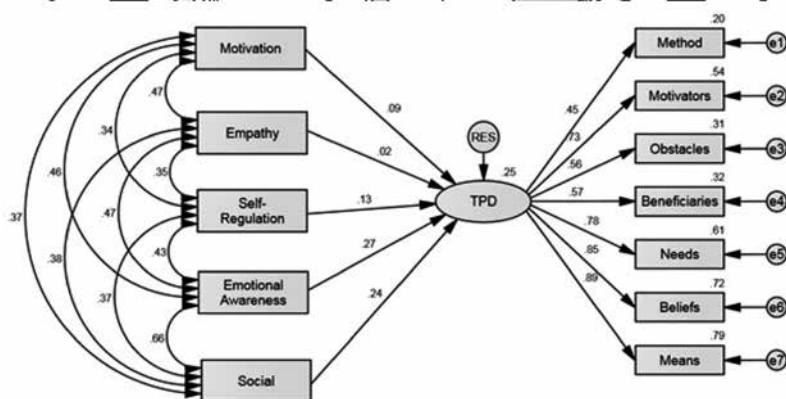 .20
Motivation
Method
e1
.54
.47
.09
.45
Motivators
e2
.34
.73
.31
Empathy
RES
.56
Obstacles
e3
.46
.35
.02
.25
.32
.57
TPD
Beneficiaries
e4
.37
.47
Self-
Regulation
.13
.78
.61
.38
.43
.27
.85
Needs
e5
.37
Emotional
Awareness
.24
.89
.72
Beliefs
e6
.66
.79
Social
Means
e7